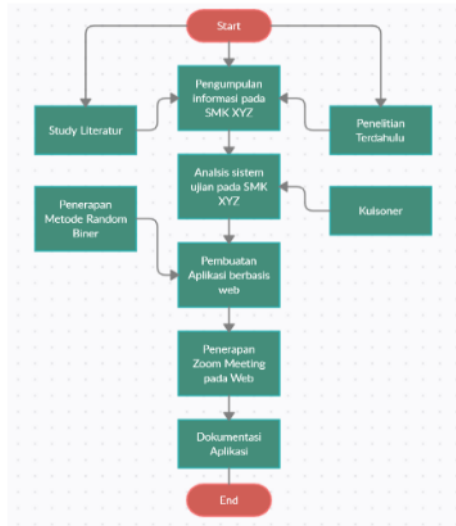 Start
Pengumpulan
informasi pada
SMK XYZ
Study Literatur
Penelitian
Terdahulu
Analsis sistem
ujian pada SMK
XYZ
Penerapan
Metode Random
Biner
Kuisoner
Pembuatan
Aplikasi berbasis
web
Penerapan
Zoom Meeting
pada Web
Dokumentasi
Aplikasi
End